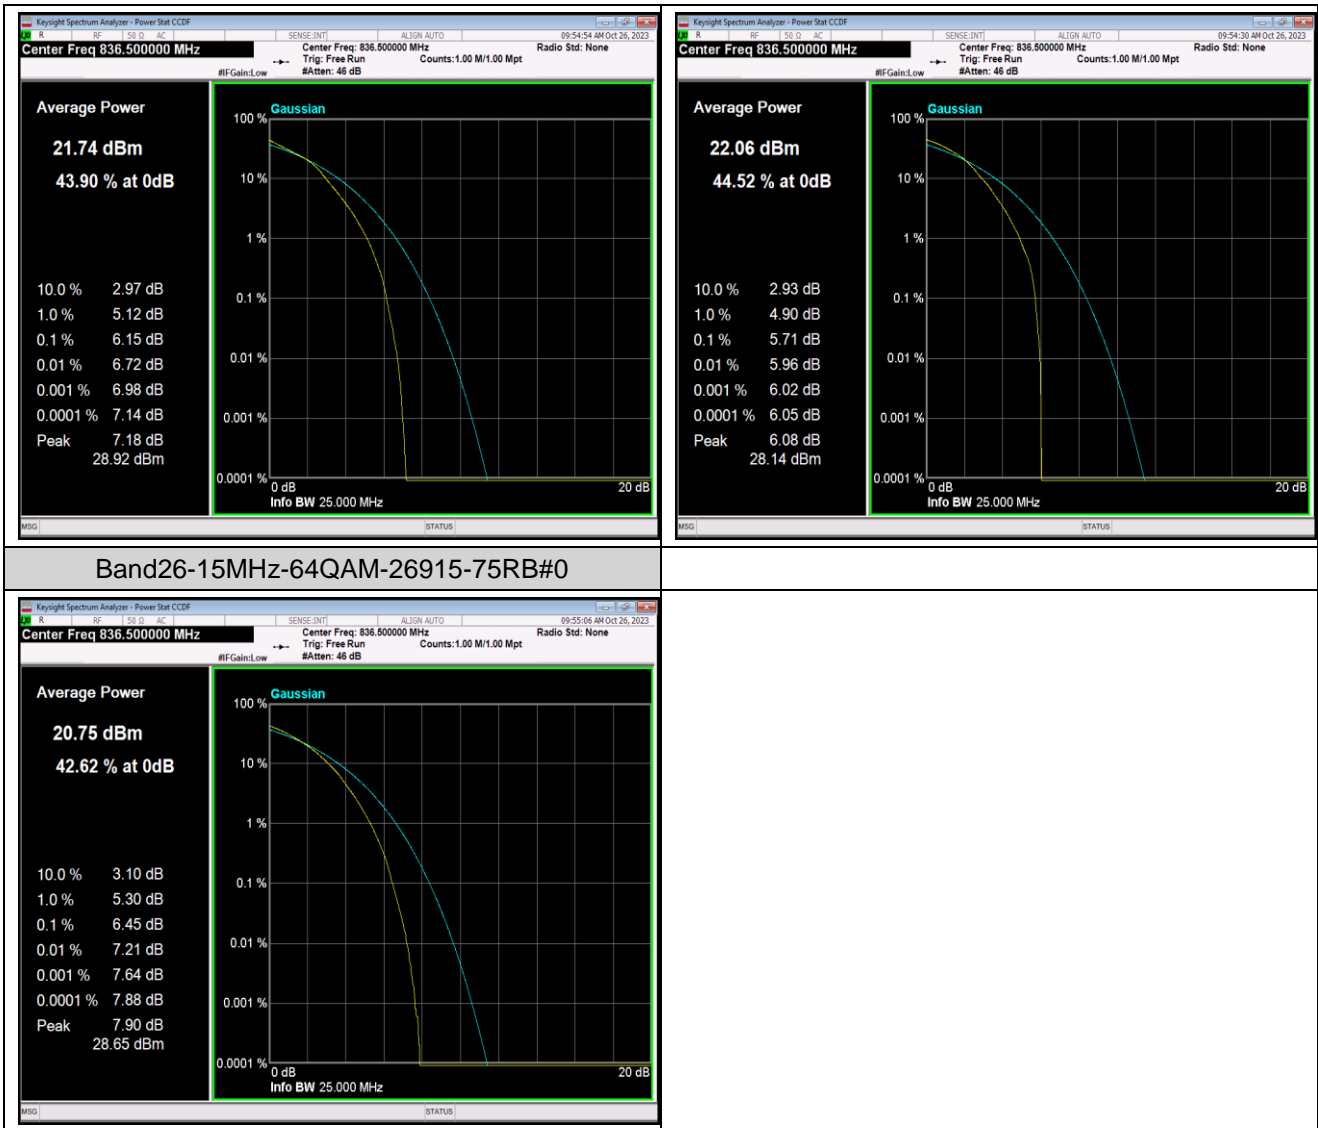 Keysight Spectrum Analyzer - Power Stat CCDF
R RF 50 Ω AC SENSE:INT ALIGN AUTO 09:54:54 AM Oct 26, 2023
Center Freq 836.500000 MHz Center Freq: 836.500000 MHz Radio Std: None
Trig: Free Run Counts:1.00 M/1.00 Mpt
#IFGain:Low #Atten: 46 dB
Average Power
21.74 dBm
43.90 % at 0dB
10.0 % 2.97 dB
1.0 % 5.12 dB
0.1 % 6.15 dB
0.01 % 6.72 dB
0.001 % 6.98 dB
0.0001 % 7.14 dB
Peak 7.18 dB
28.92 dBm
Gaussian
100 %
10 %
1 %
0.1 %
0.01 %
0.001 %
0.0001 %
0 dB 20 dB
Info BW 25.000 MHz
MSG STATUS
Keysight Spectrum Analyzer - Power Stat CCDF
R RF 50 Ω AC SENSE:INT ALIGN AUTO 09:54:30 AM Oct 26, 2023
Center Freq 836.500000 MHz Center Freq: 836.500000 MHz Radio Std: None
Trig: Free Run Counts:1.00 M/1.00 Mpt
#IFGain:Low #Atten: 46 dB
Average Power
22.06 dBm
44.52 % at 0dB
10.0 % 2.93 dB
1.0 % 4.90 dB
0.1 % 5.71 dB
0.01 % 5.96 dB
0.001 % 6.02 dB
0.0001 % 6.05 dB
Peak 6.08 dB
28.14 dBm
Gaussian
100 %
10 %
1 %
0.1 %
0.01 %
0.001 %
0.0001 %
0 dB 20 dB
Info BW 25.000 MHz
MSG STATUS
Band26-15MHz-64QAM-26915-75RB#0
Keysight Spectrum Analyzer - Power Stat CCDF
R RF 50 Ω AC SENSE:INT ALIGN AUTO 09:55:06 AM Oct 26, 2023
Center Freq 836.500000 MHz Center Freq: 836.500000 MHz Radio Std: None
Trig: Free Run Counts:1.00 M/1.00 Mpt
#IFGain:Low #Atten: 46 dB
Average Power
20.75 dBm
42.62 % at 0dB
10.0 % 3.10 dB
1.0 % 5.30 dB
0.1 % 6.45 dB
0.01 % 7.21 dB
0.001 % 7.64 dB
0.0001 % 7.88 dB
Peak 7.90 dB
28.65 dBm
Gaussian
100 %
10 %
1 %
0.1 %
0.01 %
0.001 %
0.0001 %
0 dB 20 dB
Info BW 25.000 MHz
MSG STATUS